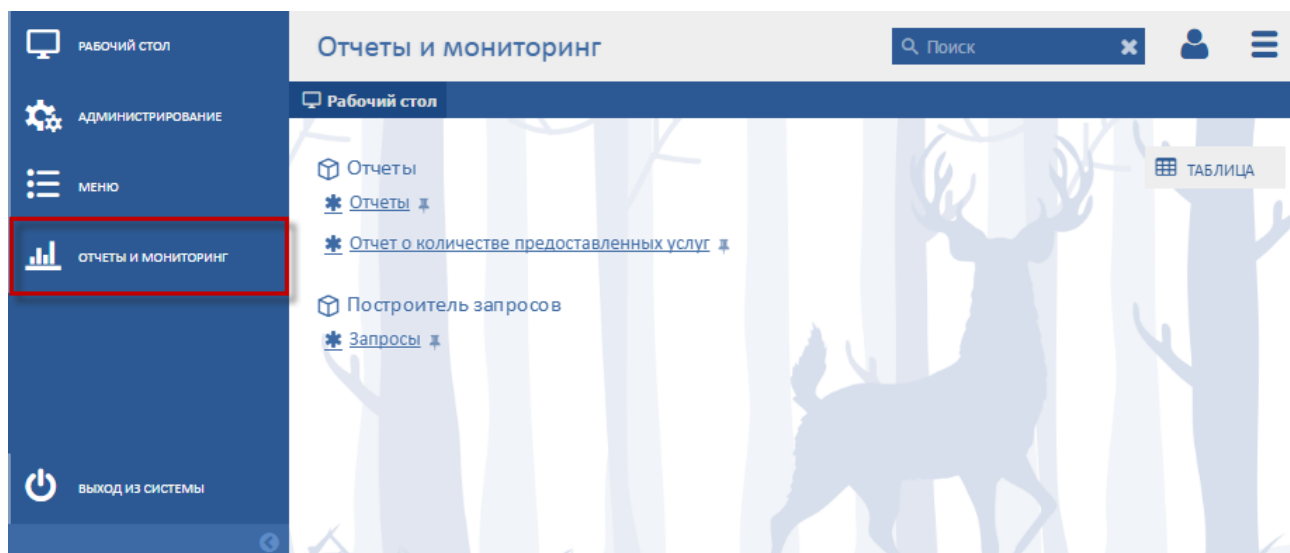 РАБОЧИЙ СТОЛ
АДМИНИСТРИРОВАНИЕ
МЕНЮ
ОТЧЕТЫ И МОНИТОРИНГ
ВЫХОД ИЗ СИСТЕМЫ
Отчеты и мониторинг
Поиск
Рабочий стол
Отчеты
Отчеты
Отчет о количестве предоставленных услуг
Построитель запросов
Запросы
ТАБЛИЦА